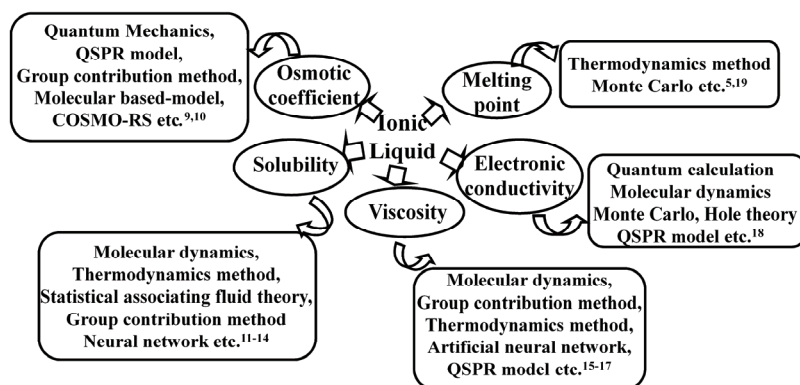 Quantum Mechanics,
QSPR model,
Group contribution method,
Molecular based-model,
COSMO-RS etc.9,10
Osmotic
coefficient
Melting
point
Thermodynamics method
Monte Carlo etc.5,19
Ionic
Liquid
Solubility
Viscosity
Electronic
conductivity
Quantum calculation
Molecular dynamics
Monte Carlo, Hole theory
QSPR model etc.18
Molecular dynamics,
Thermodynamics method,
Statistical associating fluid theory,
Group contribution method
Neural network etc.11-14
Molecular dynamics,
Group contribution method,
Thermodynamics method,
Artificial neural network,
QSPR model etc.15-17